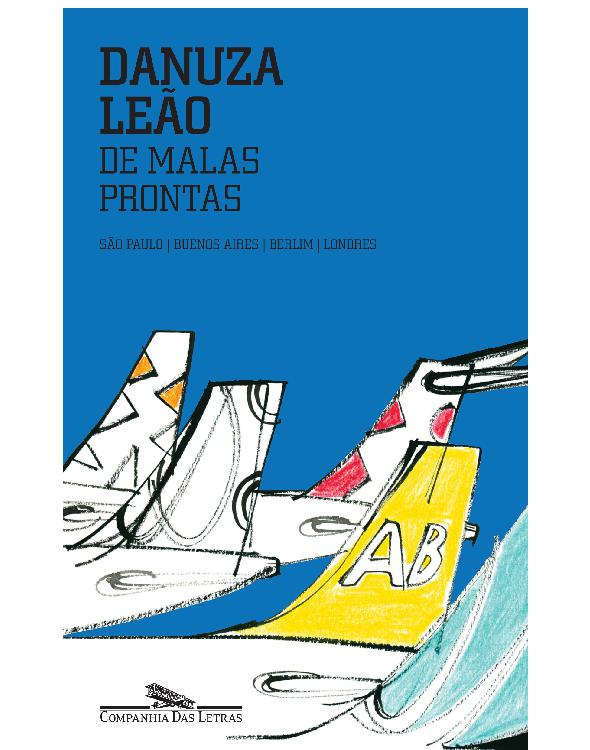 DANUZA
LEÃO
DE MALAS
PRONTAS
SÃO PAULO | BUENOS AIRES | BERLIM | LONDRES
AB
COMPANHIA DAS LETRAS